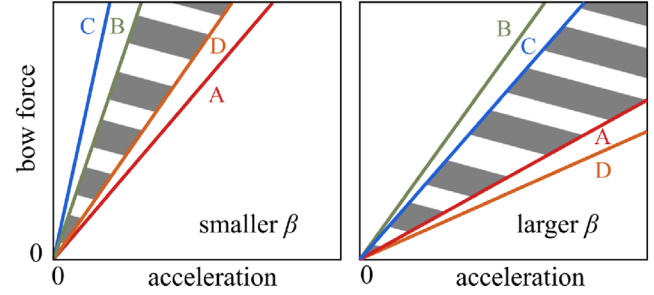 C
B
D
A
bow force
0
smaller β
0
acceleration
B
C
A
D
larger β
0
acceleration